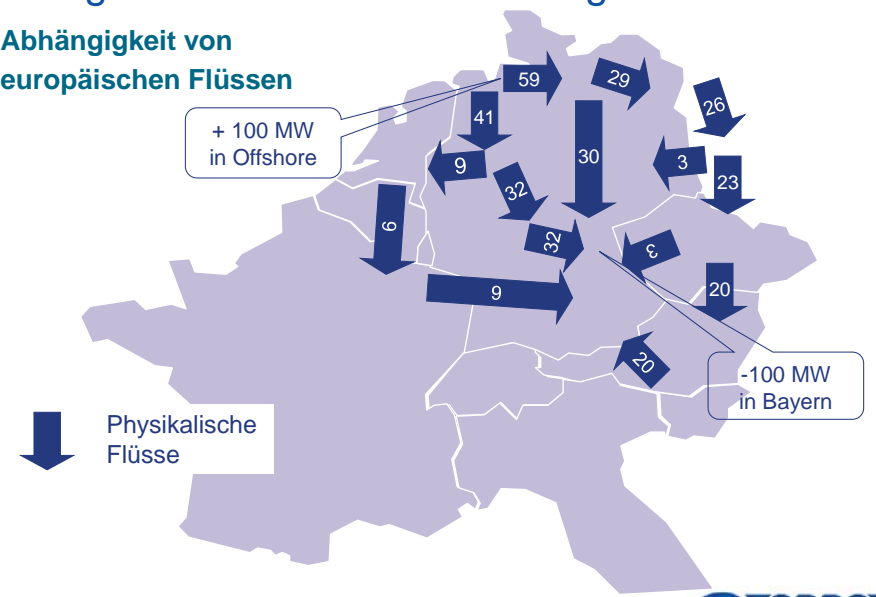 Abhängigkeit von
europäischen Flüssen
59
29
26
+ 100 MW
in Offshore
41
30
9
3
23
32
6
32
3
20
9
20
-100 MW
in Bayern
Physikalische
Flüsse